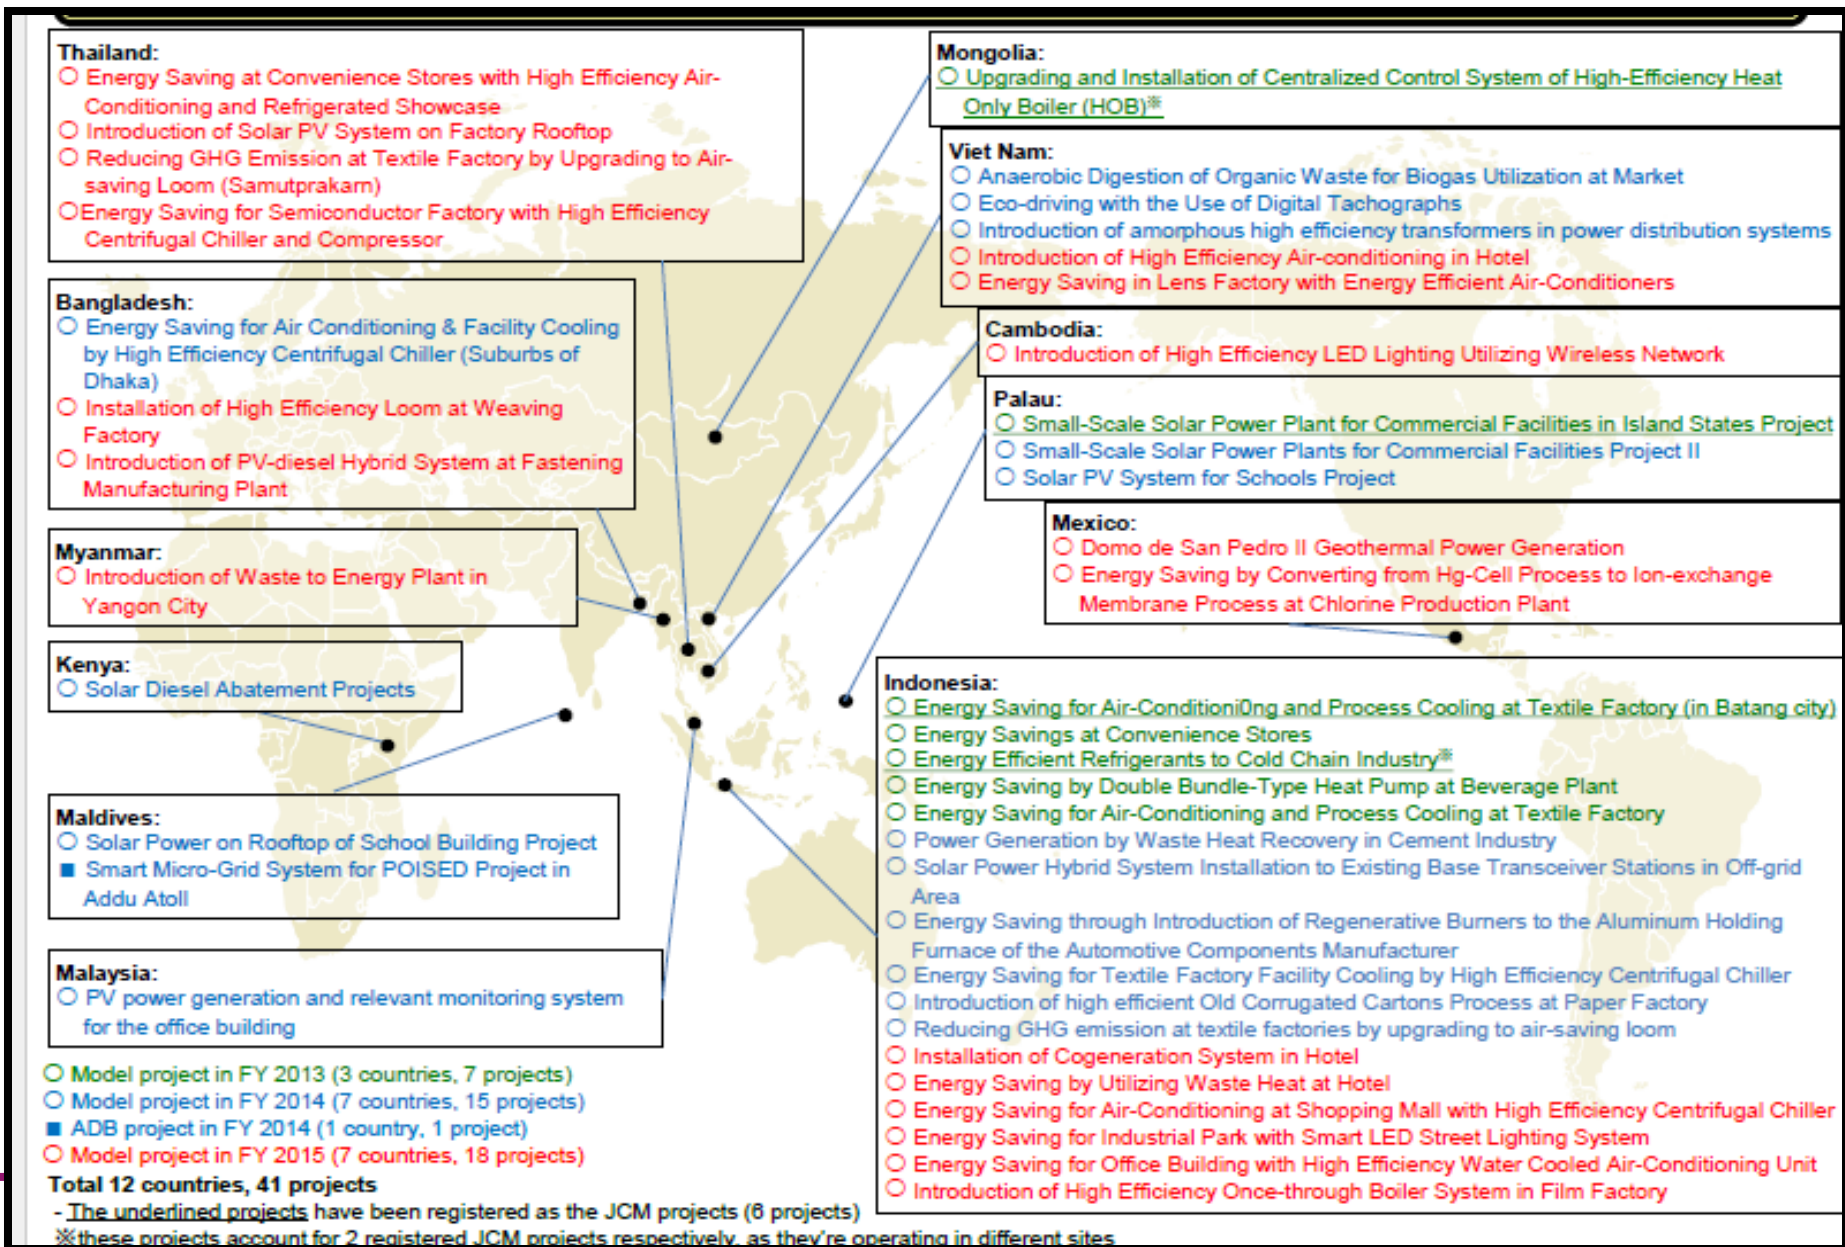 Thailand:
○ Energy Saving at Convenience Stores with High Efficiency Air-
Conditioning and Refrigerated Showcase
○ Introduction of Solar PV System on Factory Rooftop
○ Reducing GHG Emission at Textile Factory by Upgrading to Air-
saving Loom (Samutprakarn)
○Energy Saving for Semiconductor Factory with High Efficiency
Centrifugal Chiller and Compressor
Bangladesh:
○ Energy Saving for Air Conditioning & Facility Cooling
by High Efficiency Centrifugal Chiller (Suburbs of
Dhaka)
○ Installation of High Efficiency Loom at Weaving
Factory
○ Introduction of PV-diesel Hybrid System at Fastening
Manufacturing Plant
Myanmar:
○ Introduction of Waste to Energy Plant in
Yangon City
Kenya:
○ Solar Diesel Abatement Projects
Maldives:
○ Solar Power on Rooftop of School Building Project
■ Smart Micro-Grid System for POISED Project in
Addu Atoll
Malaysia:
○ PV power generation and relevant monitoring system
for the office building
Mongolia:
○ Upgrading and Installation of Centralized Control System of High-Efficiency Heat
Only Boiler (HOB)※
Viet Nam:
○ Anaerobic Digestion of Organic Waste for Biogas Utilization at Market
○ Eco-driving with the Use of Digital Tachographs
○ Introduction of amorphous high efficiency transformers in power distribution systems
○ Introduction of High Efficiency Air-conditioning in Hotel
○ Energy Saving in Lens Factory with Energy Efficient Air-Conditioners
Cambodia:
○ Introduction of High Efficiency LED Lighting Utilizing Wireless Network
Palau:
○ Small-Scale Solar Power Plant for Commercial Facilities in Island States Project
○ Small-Scale Solar Power Plants for Commercial Facilities Project II
○ Solar PV System for Schools Project
Mexico:
○ Domo de San Pedro II Geothermal Power Generation
○ Energy Saving by Converting from Hg-Cell Process to Ion-exchange
Membrane Process at Chlorine Production Plant
Indonesia:
○ Energy Saving for Air-Conditioni0ng and Process Cooling at Textile Factory (in Batang city)
○ Energy Savings at Convenience Stores
○ Energy Efficient Refrigerants to Cold Chain Industry※
○ Energy Saving by Double Bundle-Type Heat Pump at Beverage Plant
○ Energy Saving for Air-Conditioning and Process Cooling at Textile Factory
○ Power Generation by Waste Heat Recovery in Cement Industry
○ Solar Power Hybrid System Installation to Existing Base Transceiver Stations in Off-grid
Area
○ Energy Saving through Introduction of Regenerative Burners to the Aluminum Holding
Furnace of the Automotive Components Manufacturer
○ Energy Saving for Textile Factory Facility Cooling by High Efficiency Centrifugal Chiller
○ Introduction of high efficient Old Corrugated Cartons Process at Paper Factory
○ Reducing GHG emission at textile factories by upgrading to air-saving loom
○ Installation of Cogeneration System in Hotel
○ Energy Saving by Utilizing Waste Heat at Hotel
○ Energy Saving for Air-Conditioning at Shopping Mall with High Efficiency Centrifugal Chiller
○ Energy Saving for Industrial Park with Smart LED Street Lighting System
○ Energy Saving for Office Building with High Efficiency Water Cooled Air-Conditioning Unit
○ Introduction of High Efficiency Once-through Boiler System in Film Factory
○ Model project in FY 2013 (3 countries, 7 projects)
○ Model project in FY 2014 (7 countries, 15 projects)
■ ADB project in FY 2014 (1 country, 1 project)
○ Model project in FY 2015 (7 countries, 18 projects)
Total 12 countries, 41 projects
- The underlined projects have been registered as the JCM projects (6 projects)
※these projects account for 2 registered JCM projects respectively, as they're operating in different sites